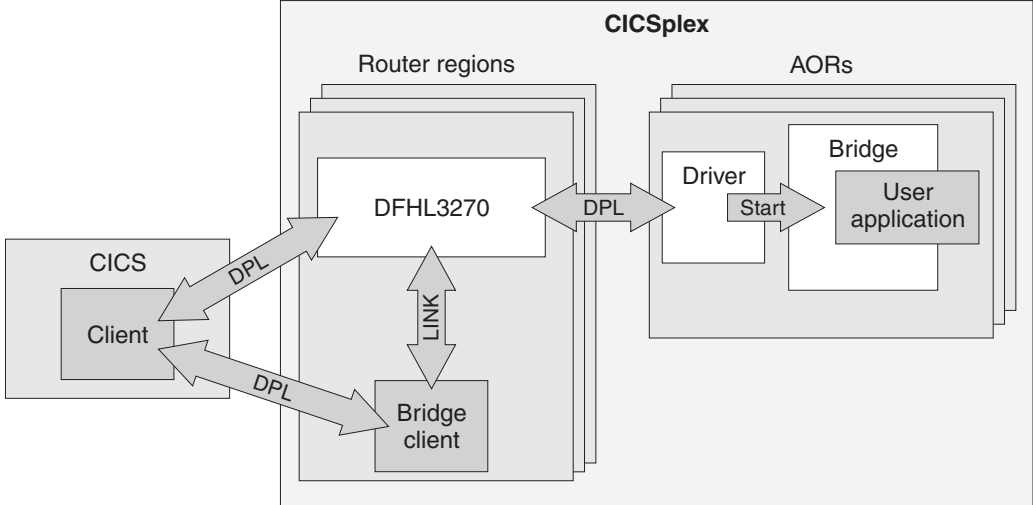 CICSplex
Router regions
AORs
DFHL3270
DPL
Driver
Start
Bridge
User
application
CICS
Client
DPL
LINK
DPL
Bridge
client